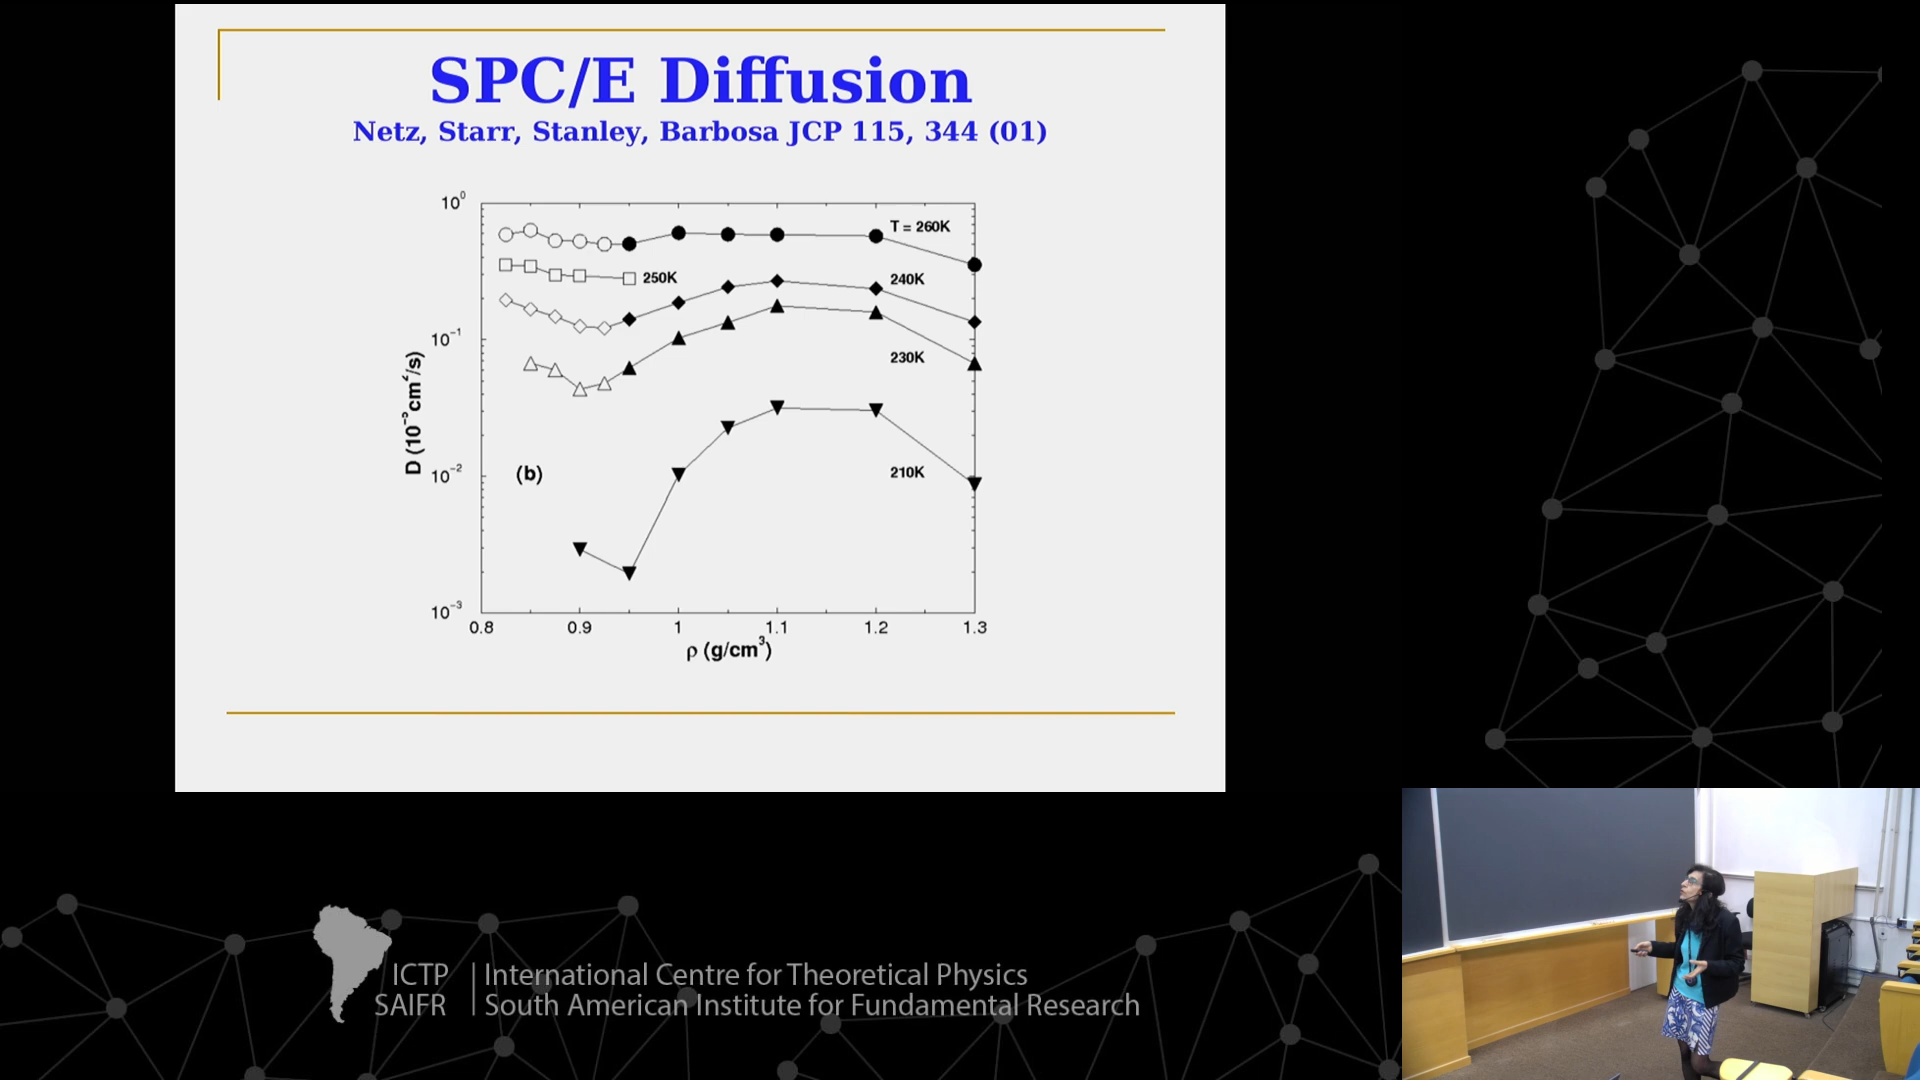 SPC/E Diffusion
Netz, Starr, Stanley, Barbosa JCP 115, 344 (01)
10⁰
T = 260K
250K
240K
10⁻¹
230K
D (10⁻⁵cm²/s)
(b)
10⁻²
210K
10⁻³
0.8 0.9 1 1.1 1.2 1.3
ρ (g/cm³)
ICTP | International Centre for Theoretical Physics
SAIFR | South American Institute for Fundamental Research